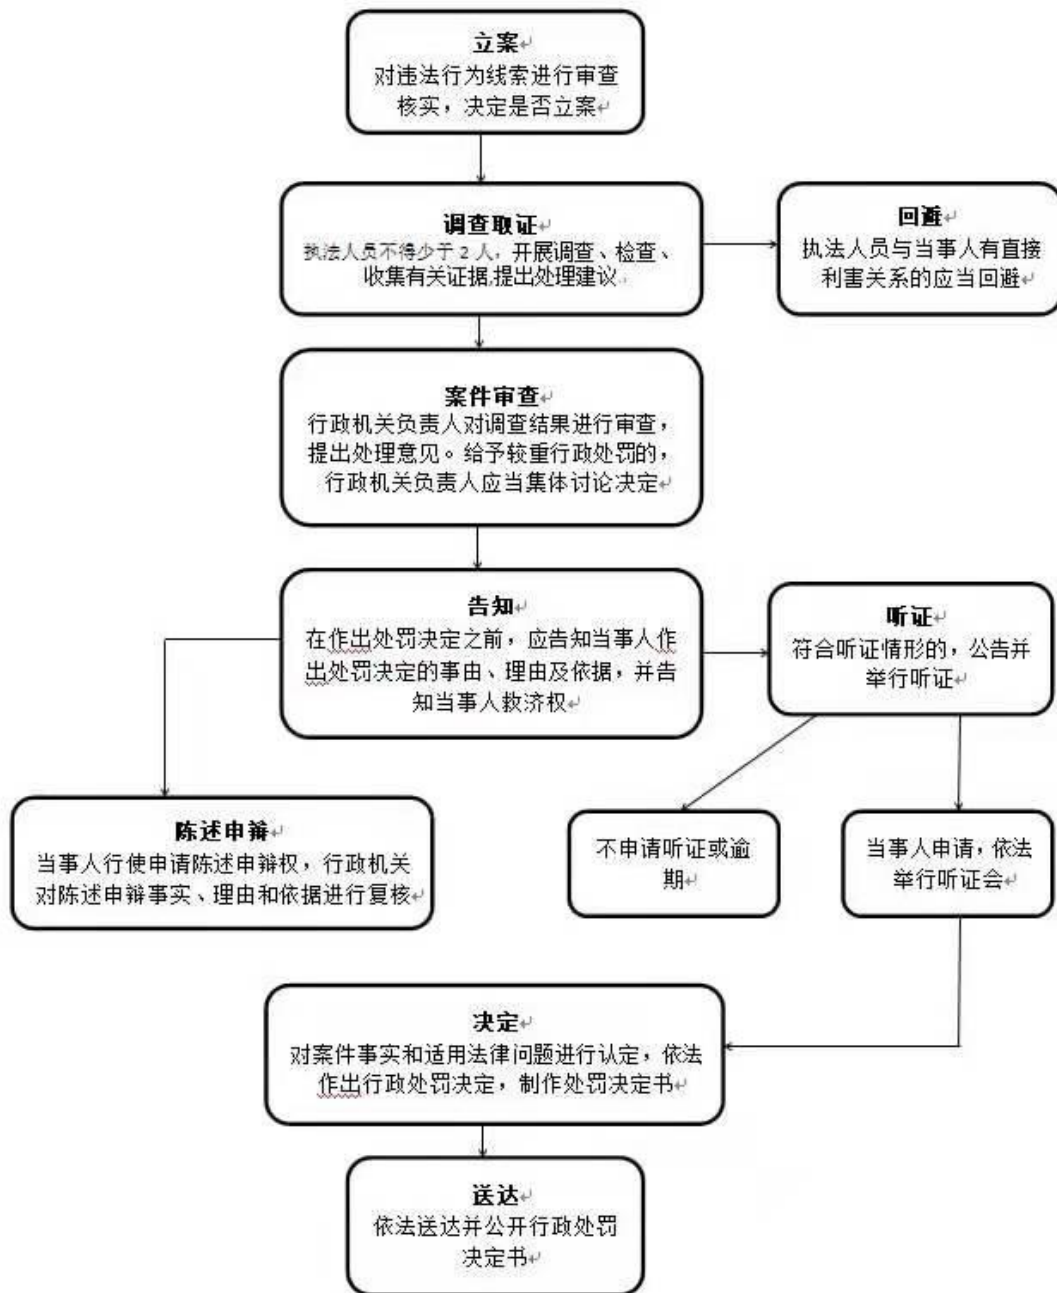 立案
对违法行为线索进行审查
核实，决定是否立案
调查取证
执法人员不得少于2人，开展调查、检查、
收集有关证据,提出处理建议
回避
执法人员与当事人有直接
利害关系的应当回避
案件审查
行政机关负责人对调查结果进行审查，
提出处理意见。给予较重行政处罚的，
行政机关负责人应当集体讨论决定
告知
在作出处罚决定之前，应告知当事人作
出处罚决定的事由、理由及依据，并告
知当事人救济权
听证
符合听证情形的，公告并
举行听证
陈述申辩
当事人行使申请陈述申辩权，行政机关
对陈述申辩事实、理由和依据进行复核
不申请听证或逾
期
当事人申请，依法
举行听证会
决定
对案件事实和适用法律问题进行认定，依法
作出行政处罚决定，制作处罚决定书
送达
依法送达并公开行政处罚
决定书